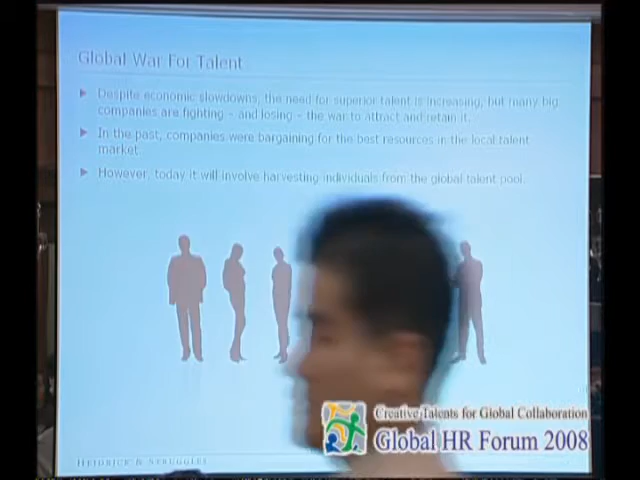 Global War For Talent
Despite economic slowdowns, the need for superior talent is increasing, but many big
companies are fighting – and losing – the war to attract and retain it.
In the past, companies were bargaining for the best resources in the local talent
market.
However, today it will involve harvesting individuals from the global talent pool.
Creative Talents for Global Collaboration
Global HR Forum 2008
HEIDRICK & STRUGGLES